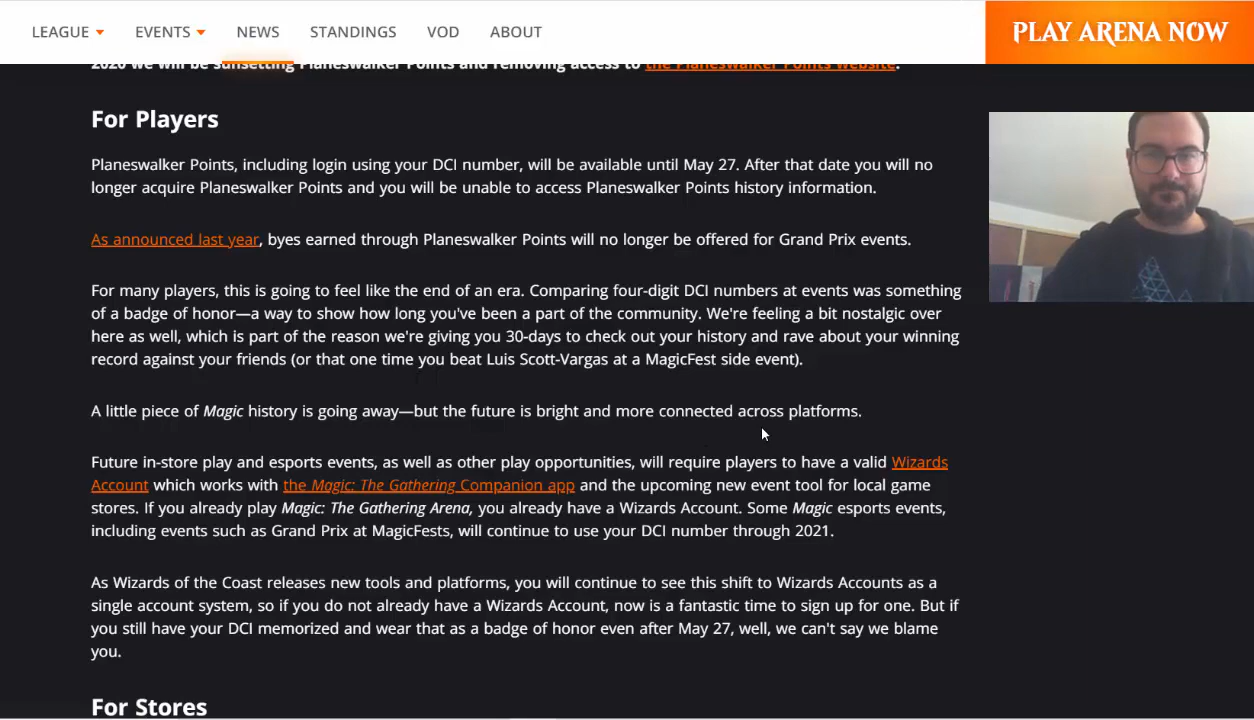 LEAGUE EVENTS NEWS STANDINGS VOD ABOUT PLAY ARENA NOW
2020 we will be sunsetting Planeswalker Points and removing access to the Planeswalker Points website.
For Players
Planeswalker Points, including login using your DCI number, will be available until May 27. After that date you will no
longer acquire Planeswalker Points and you will be unable to access Planeswalker Points history information.
As announced last year, byes earned through Planeswalker Points will no longer be offered for Grand Prix events.
For many players, this is going to feel like the end of an era. Comparing four-digit DCI numbers at events was something
of a badge of honor—a way to show how long you've been a part of the community. We're feeling a bit nostalgic over
here as well, which is part of the reason we're giving you 30-days to check out your history and rave about your winning
record against your friends (or that one time you beat Luis Scott-Vargas at a MagicFest side event).
A little piece of Magic history is going away—but the future is bright and more connected across platforms.
Future in-store play and esports events, as well as other play opportunities, will require players to have a valid Wizards
Account which works with the Magic: The Gathering Companion app and the upcoming new event tool for local game
stores. If you already play Magic: The Gathering Arena, you already have a Wizards Account. Some Magic esports events,
including events such as Grand Prix at MagicFests, will continue to use your DCI number through 2021.
As Wizards of the Coast releases new tools and platforms, you will continue to see this shift to Wizards Accounts as a
single account system, so if you do not already have a Wizards Account, now is a fantastic time to sign up for one. But if
you still have your DCI memorized and wear that as a badge of honor even after May 27, well, we can't say we blame
you.
For Stores